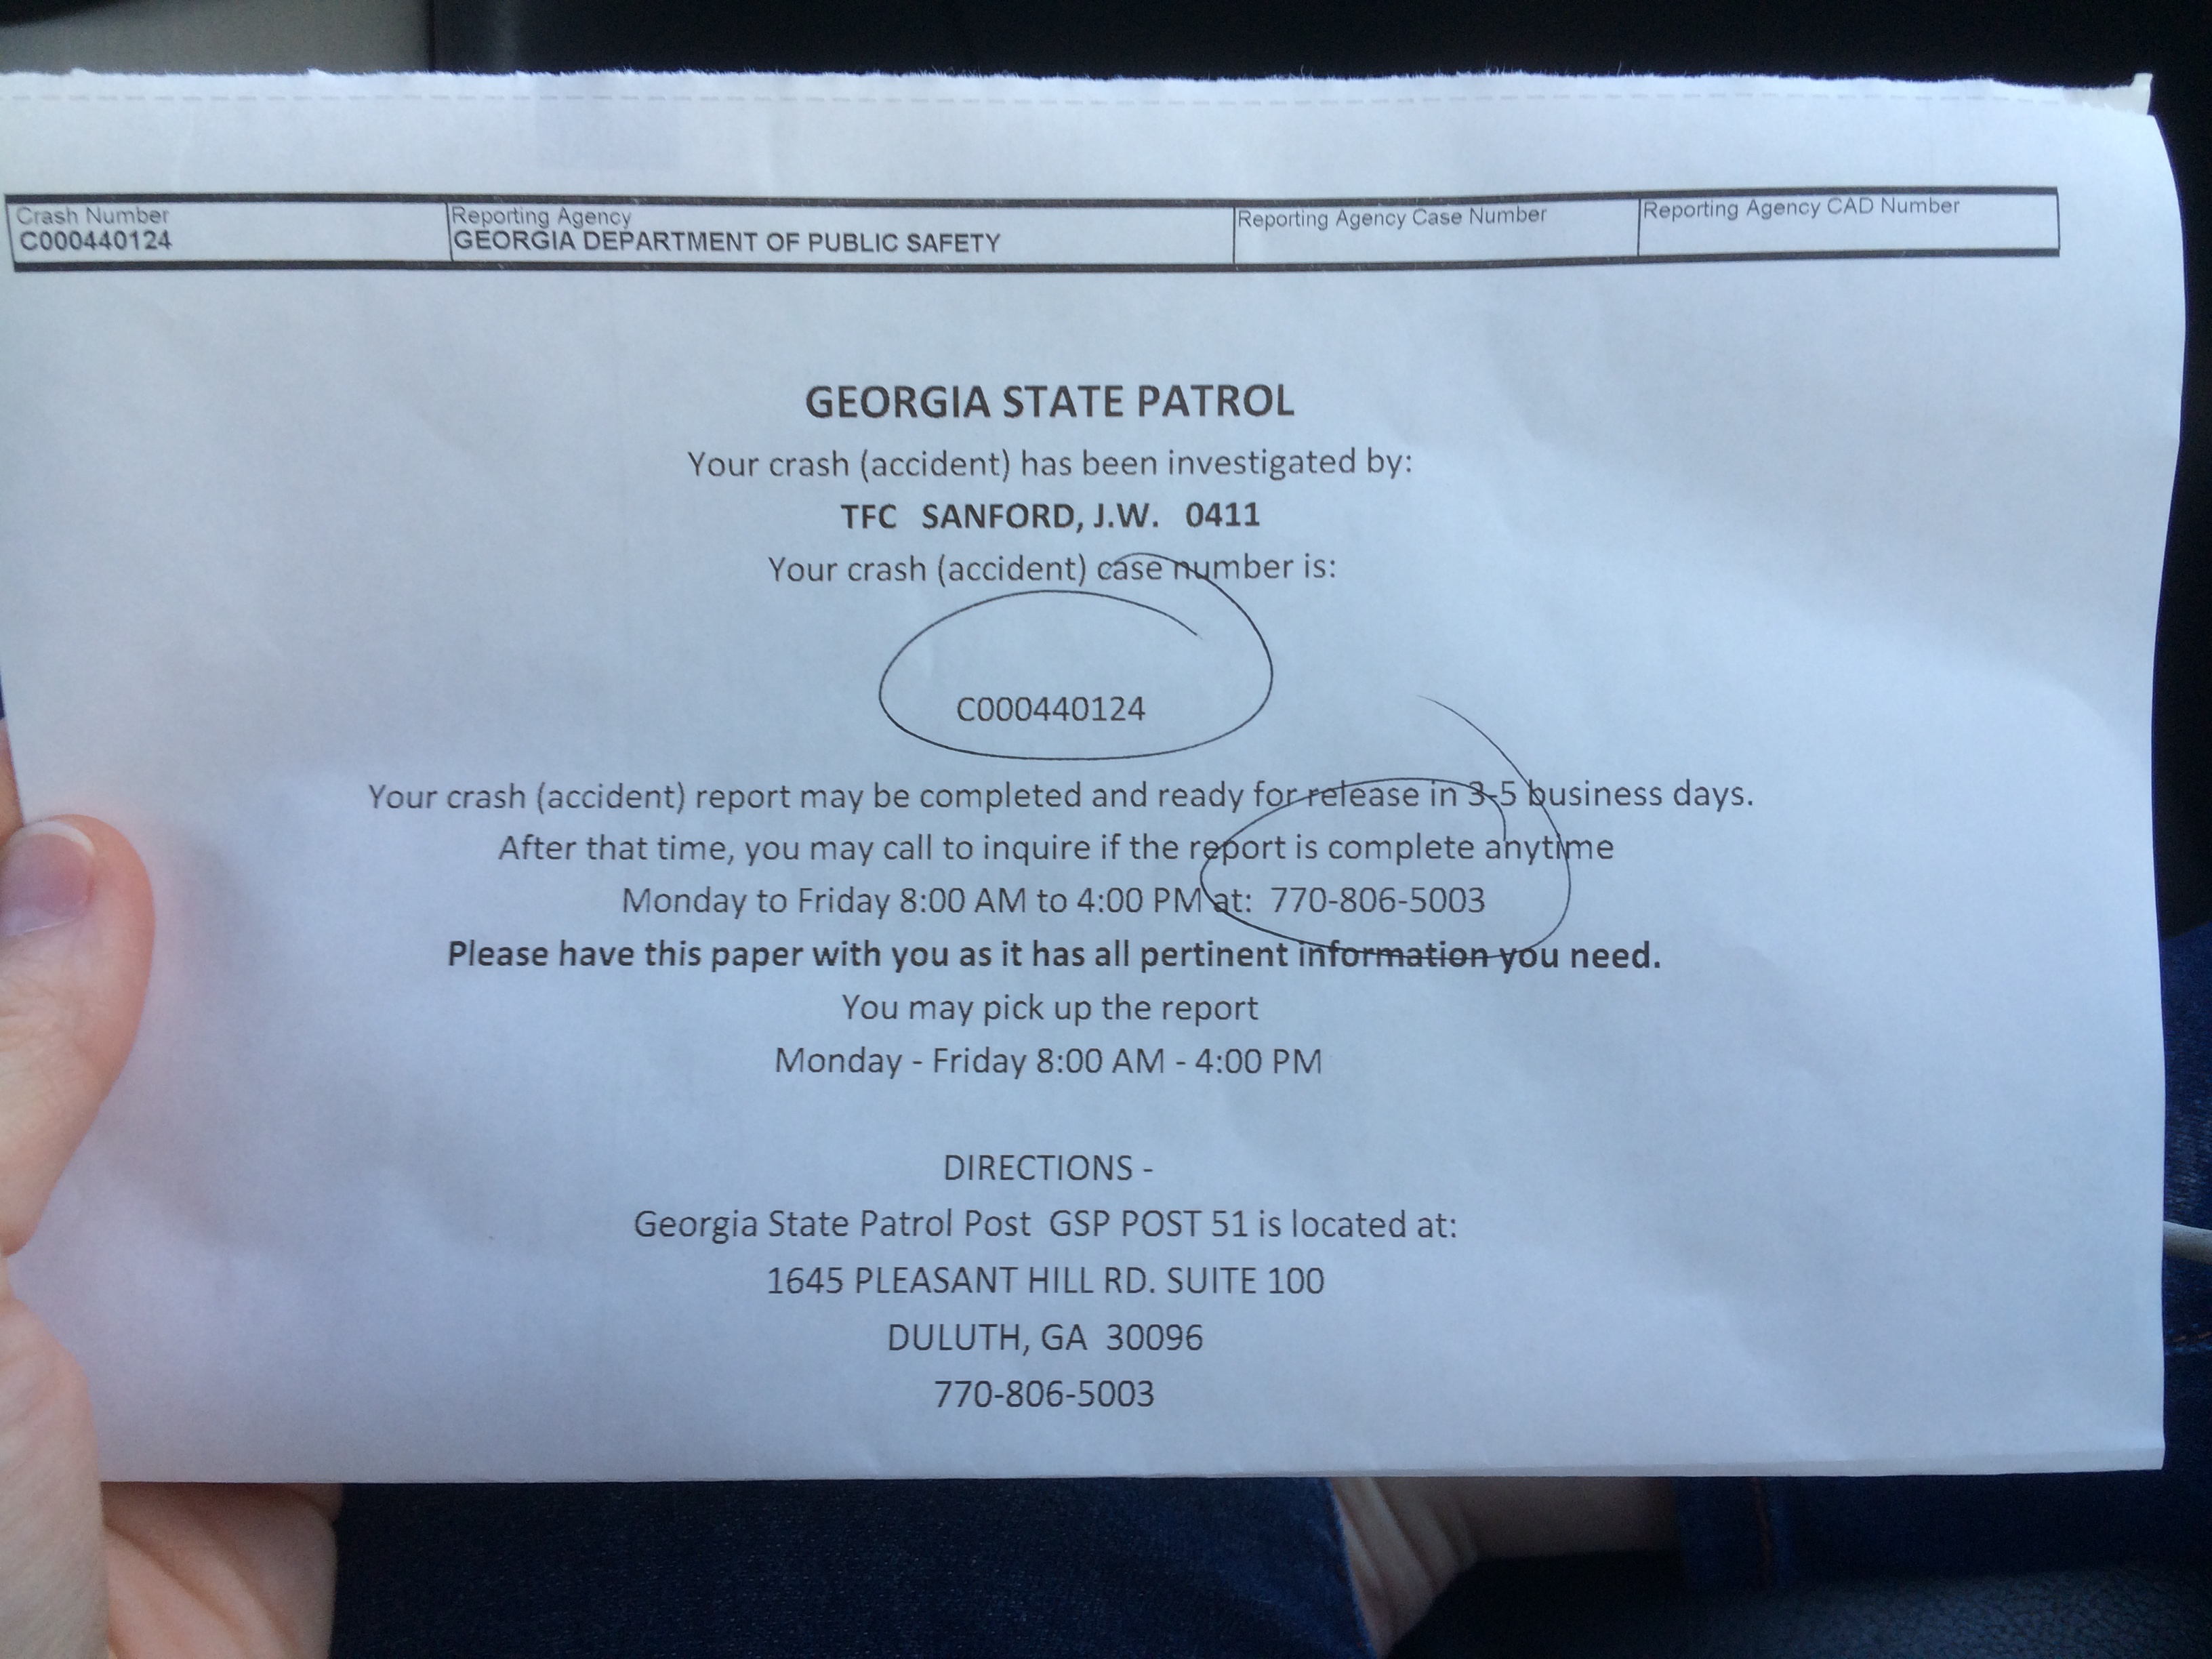 Crash Number
C000440124
Reporting Agency
GEORGIA DEPARTMENT OF PUBLIC SAFETY
Reporting Agency Case Number
Reporting Agency CAD Number
GEORGIA STATE PATROL
Your crash (accident) has been investigated by:
TFC SANFORD, J.W. 0411
Your crash (accident) case number is:
C000440124
Your crash (accident) report may be completed and ready for release in 3-5 business days.
After that time, you may call to inquire if the report is complete anytime
Monday to Friday 8:00 AM to 4:00 PM at: 770-806-5003
Please have this paper with you as it has all pertinent information you need.
You may pick up the report
Monday - Friday 8:00 AM - 4:00 PM
DIRECTIONS -
Georgia State Patrol Post GSP POST 51 is located at:
1645 PLEASANT HILL RD. SUITE 100
DULUTH, GA 30096
770-806-5003